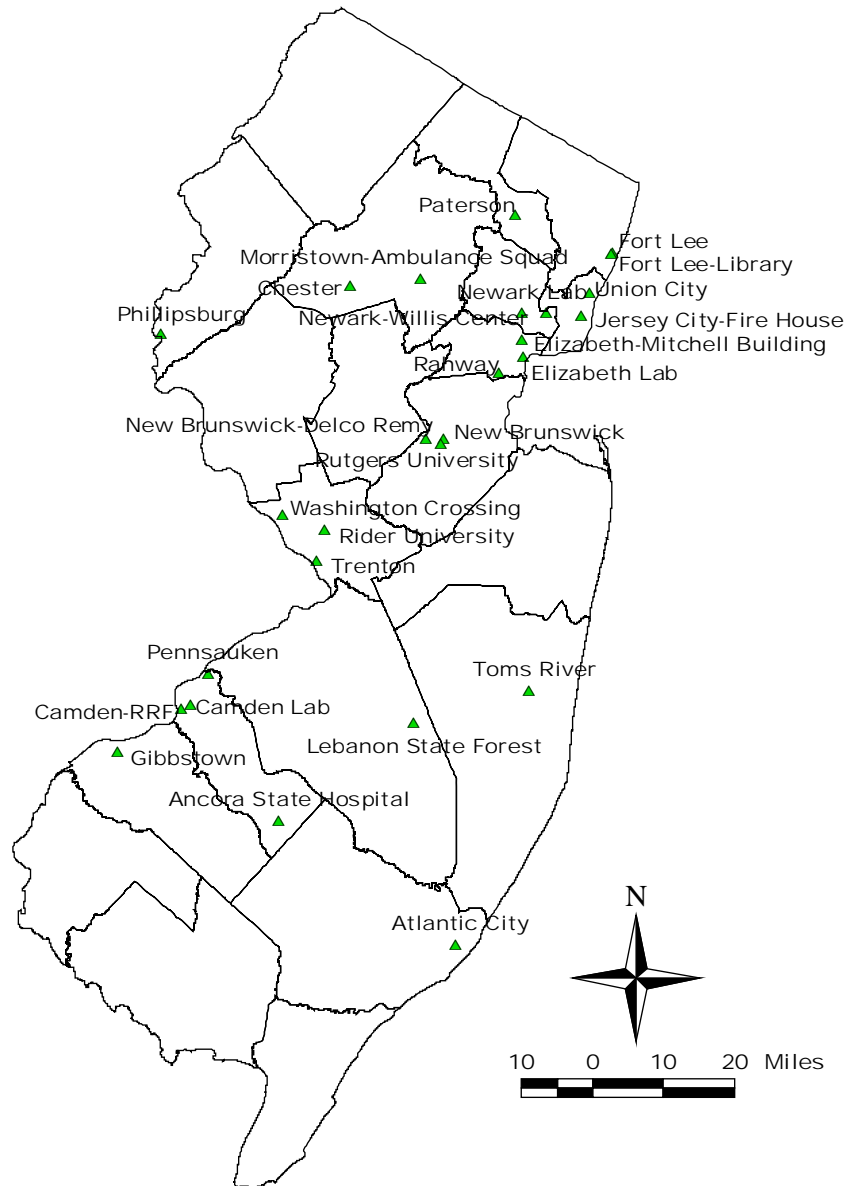 Paterson
Fort Lee
Morristown-Ambulance Squad
Fort Lee-Library
Chester
Newark Lab
Union City
Phillipsburg
Newark-Willis Center
Jersey City-Fire House
Elizabeth-Mitchell Building
Rahway
Elizabeth Lab
New Brunswick-Delco Remy
New Brunswick
Rutgers University
Washington Crossing
Rider University
Trenton
Pennsauken
Toms River
Camden-RRF
Camden Lab
Lebanon State Forest
Gibbstown
Ancora State Hospital
N
Atlantic City
10 0 10 20 Miles